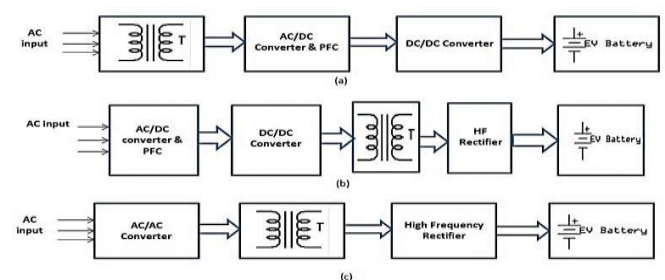 AC
input
T
AC/DC
Converter & PFC
DC/DC Converter
+
EV Battery
(a)
AC input
AC/DC
converter &
PFC
DC/DC
Converter
T
HF
Rectifier
+
EV Battery
(b)
AC
input
AC/AC
Converter
T
High Frequency
Rectifier
+
EV Battery
(c)